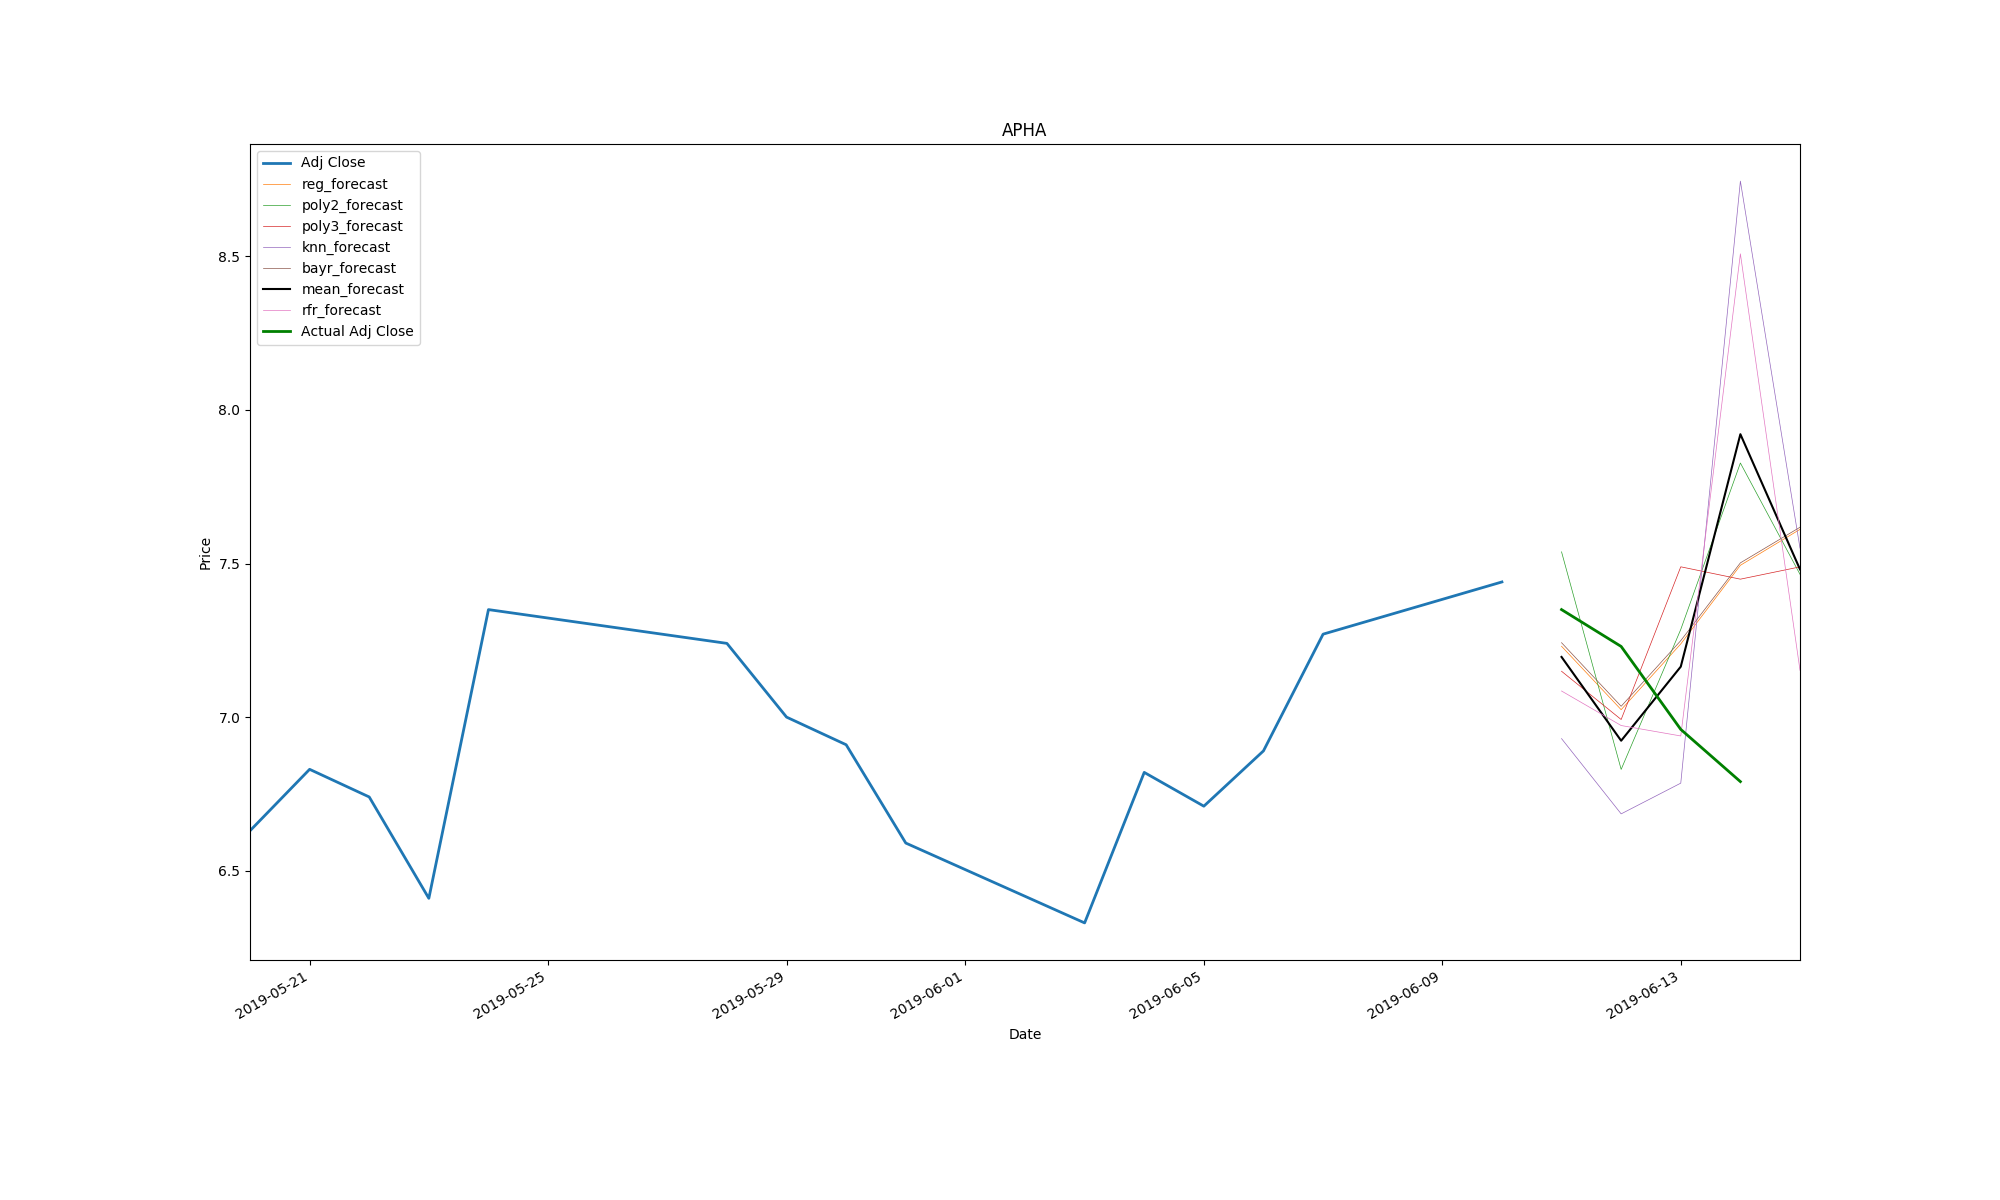 APHA
Adj Close
reg_forecast
poly2_forecast
poly3_forecast
knn_forecast
bayr_forecast
mean_forecast
rfr_forecast
Actual Adj Close
8.5
8.0
7.5
7.0
6.5
Price
2019-05-21
2019-05-25
2019-05-29
2019-06-01
2019-06-05
2019-06-09
2019-06-13
Date